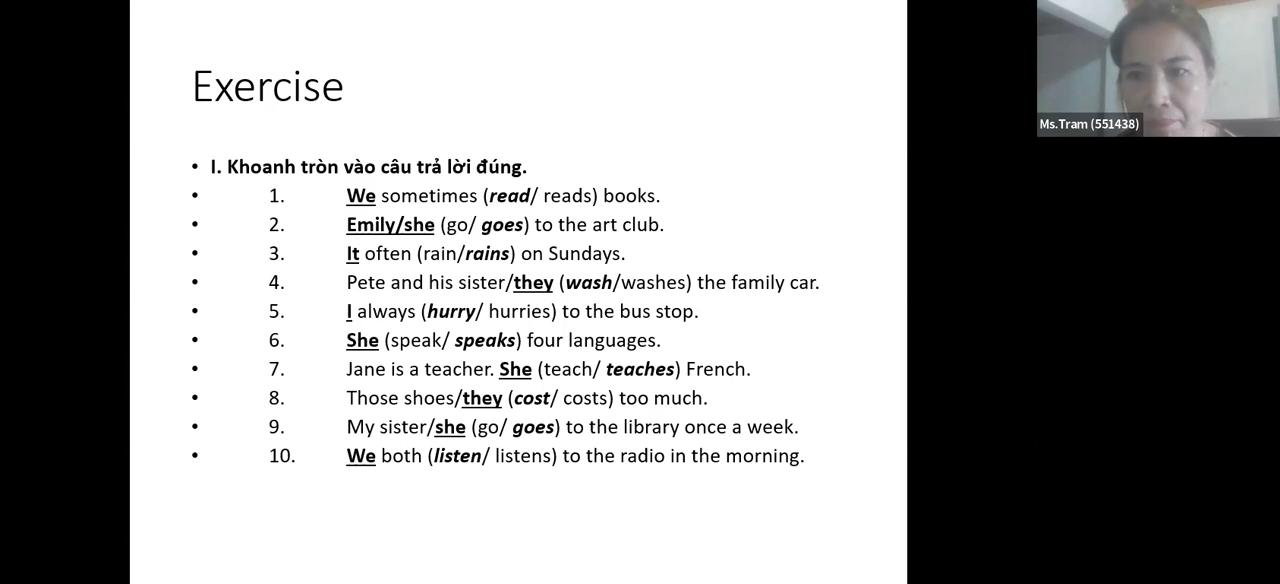 Exercise
• I. Khoanh tròn vào câu trả lời đúng.
• 1. We sometimes (read/ reads) books.
• 2. Emily/she (go/ goes) to the art club.
• 3. It often (rain/rains) on Sundays.
• 4. Pete and his sister/they (wash/washes) the family car.
• 5. I always (hurry/ hurries) to the bus stop.
• 6. She (speak/ speaks) four languages.
• 7. Jane is a teacher. She (teach/ teaches) French.
• 8. Those shoes/they (cost/ costs) too much.
• 9. My sister/she (go/ goes) to the library once a week.
• 10. We both (listen/ listens) to the radio in the morning.
Ms.Tram (551438)